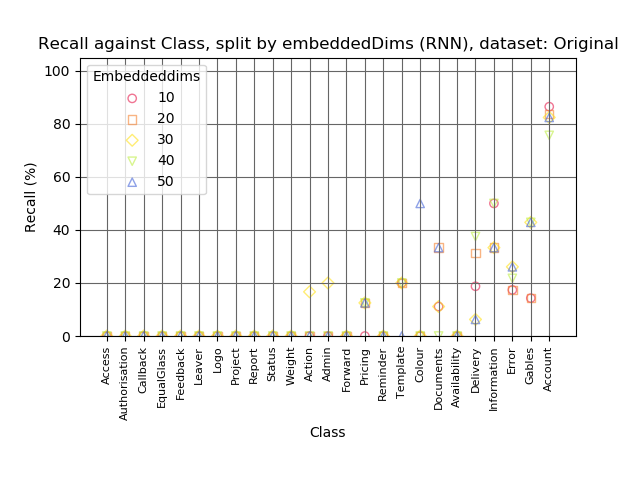 Recall against Class, split by embeddedDims (RNN), dataset: Original
Embeddeddims
10
20
30
40
50
Recall (%)
100
80
60
40
20
0
Access
Authorisation
Callback
EqualGlass
Feedback
Leaver
Logo
Project
Report
Status
Weight
Action
Admin
Forward
Pricing
Reminder
Template
Colour
Documents
Availability
Delivery
Information
Error
Gables
Account
Class